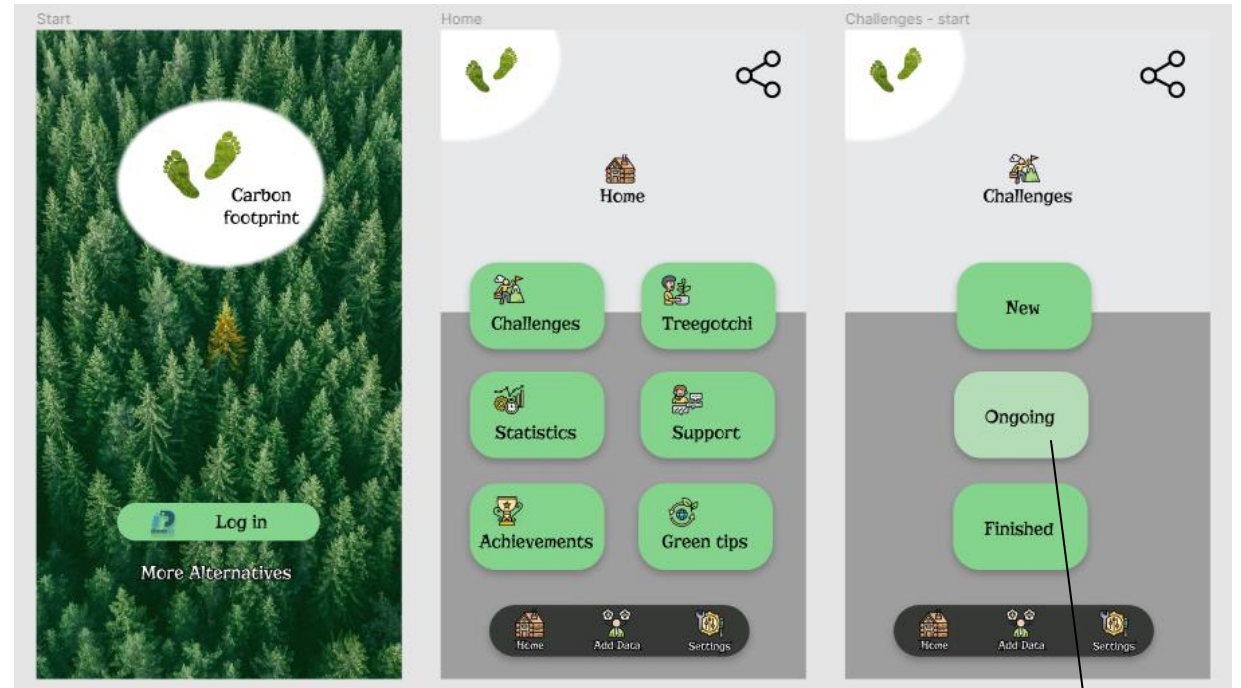 Start
Home
Challenges - start
Carbon
footprint
Home
Challenges
Challenges
Treegotchi
New
Statistics
Support
Ongoing
Achievements
Green tips
Finished
Log in
More Alternatives
Home
Add Data
Settings
Home
Add Data
Settings